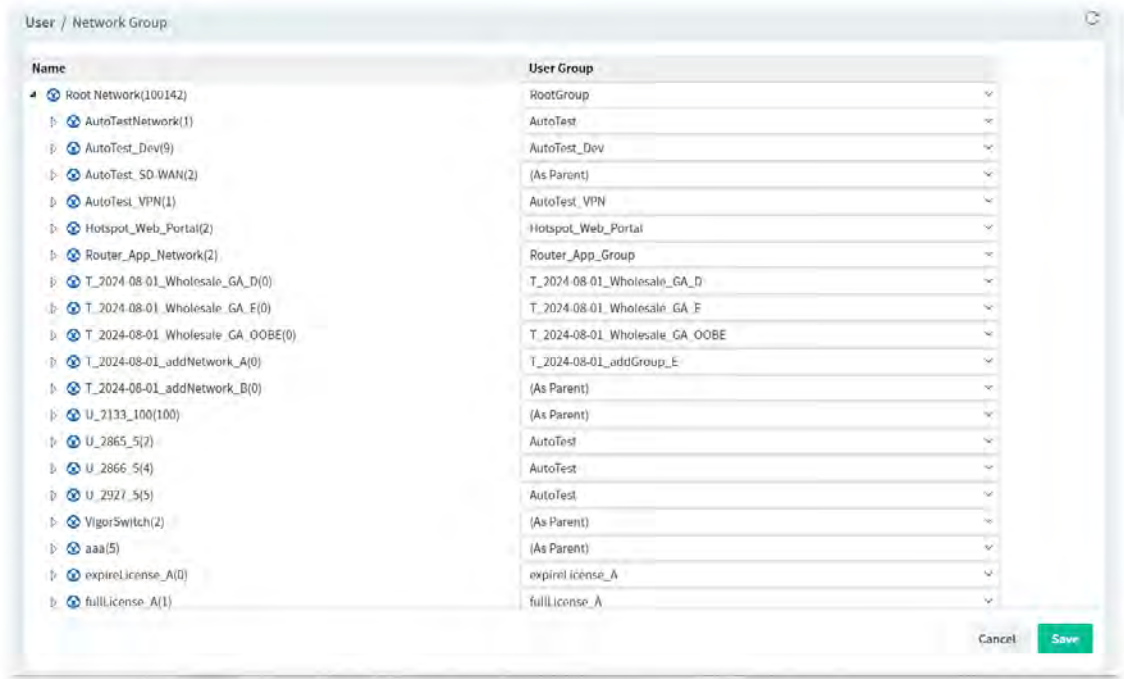 User / Network Group
Name User Group
Root Network(100142) RootGroup
AutoTestNetwork(1) AutoTest
AutoTest_Dev(9) AutoTest_Dev
AutoTest_SD-WAN(2) (As Parent)
AutoTest_VPN(1) AutoTest_VPN
Hotspot_Web_Portal(2) Hotspot_Web_Portal
Router_App_Network(2) Router_App_Group
T_2024-08-01_Wholesale_GA_D(0) T_2024-08-01_Wholesale_GA_D
T_2024-08-01_Wholesale_GA_E(0) T_2024-08-01_Wholesale_GA_E
T_2024-08-01_Wholesale_GA_OOBE(0) T_2024-08-01_Wholesale_GA_OOBE
T_2024-08-01_addNetwork_A(0) T_2024-08-01_addGroup_E
T_2024-08-01_addNetwork_B(0) (As Parent)
U_2133_100(100) (As Parent)
U_2865_5(2) AutoTest
U_2866_5(4) AutoTest
U_2927_5(5) AutoTest
VigorSwitch(2) (As Parent)
aaa(5) (As Parent)
expireLicense_A(0) expireLicense_A
fullLicense_A(1) fullLicense_A
Cancel Save